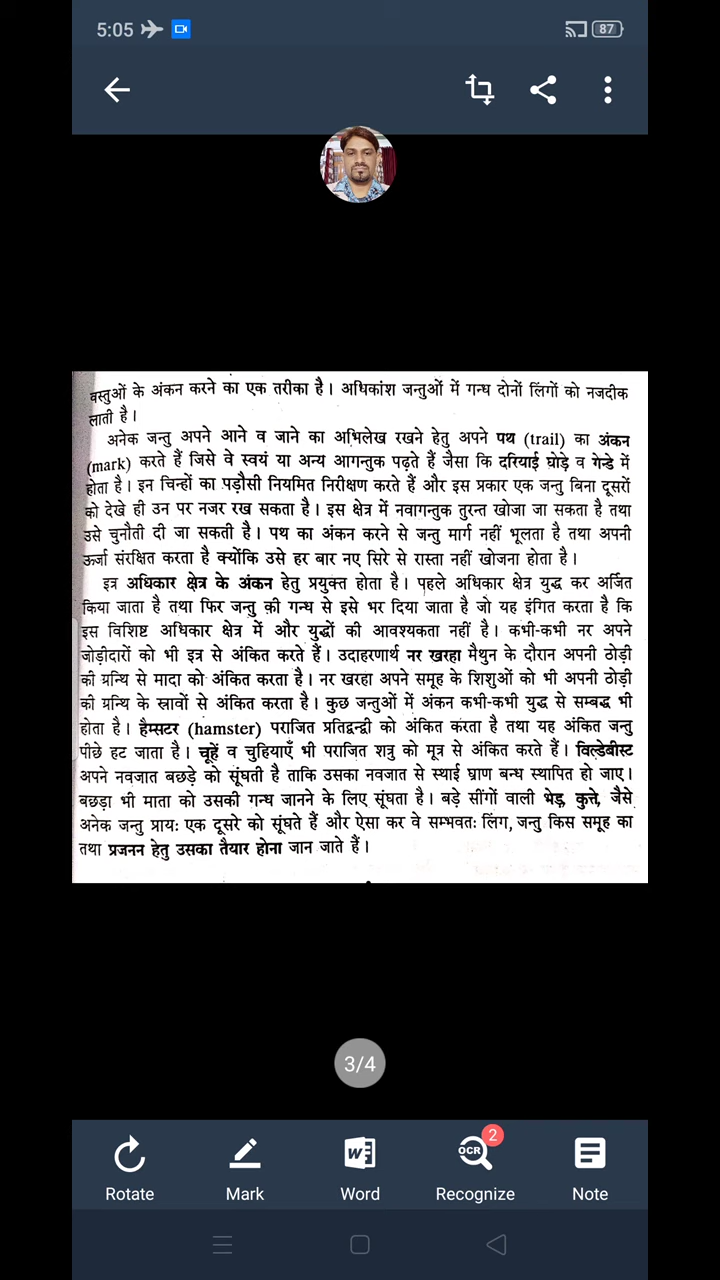 5:05
87
वस्तुओं के अंकन करने का एक तरीका है। अधिकांश जन्तुओं में गन्ध दोनों लिंगों को नजदीक
लाती है।
अनेक जन्तु अपने आने व जाने का अभिलेख रखने हेतु अपने पथ (trail) का अंकन
(mark) करते हैं जिसे वे स्वयं या अन्य आगन्तुक पढ़ते हैं जैसा कि दरियाई घोड़े व गेन्डे में
होता है। इन चिन्हों का पड़ौसी नियमित निरीक्षण करते हैं और इस प्रकार एक जन्तु बिना दूसरों
को देखे ही उन पर नजर रख सकता है। इस क्षेत्र में नवागन्तुक तुरन्त खोजा जा सकता है तथा
उसे चुनौती दी जा सकती है। पथ का अंकन करने से जन्तु मार्ग नहीं भूलता है तथा अपनी
ऊर्जा संरक्षित करता है क्योंकि उसे हर बार नए सिरे से रास्ता नहीं खोजना होता है।
इत्र अधिकार क्षेत्र के अंकन हेतु प्रयुक्त होता है। पहले अधिकार क्षेत्र युद्ध कर अर्जित
किया जाता है तथा फिर जन्तु की गन्ध से इसे भर दिया जाता है जो यह इंगित करता है कि
इस विशिष्ट अधिकार क्षेत्र में और युद्धों की आवश्यकता नहीं है। कभी-कभी नर अपने
जोड़ीदारों को भी इत्र से अंकित करते हैं। उदाहरणार्थ नर खरहा मैथुन के दौरान अपनी ठोड़ी
की ग्रन्थि से मादा को अंकित करता है। नर खरहा अपने समूह के शिशुओं को भी अपनी ठोड़ी
की ग्रन्थि के स्रावों से अंकित करता है। कुछ जन्तुओं में अंकन कभी-कभी युद्ध से सम्बद्ध भी
होता है। हैम्सटर (hamster) पराजित प्रतिद्वन्द्वी को अंकित करता है तथा यह अंकित जन्तु
पीछे हट जाता है। चूहें व चुहियाएँ भी पराजित शत्रु को मूत्र से अंकित करते हैं। विल्डेबीस्ट
अपने नवजात बछड़े को सूंघती है ताकि उसका नवजात से स्थाई घ्राण बन्ध स्थापित हो जाए।
बछड़ा भी माता को उसकी गन्ध जानने के लिए सूंघता है। बड़े सींगों वाली भेड़, कुत्ते, जैसे
अनेक जन्तु प्रायः एक दूसरे को सूंघते हैं और ऐसा कर वे सम्भवतः लिंग, जन्तु किस समूह का
तथा प्रजनन हेतु उसका तैयार होना जान जाते हैं।
3/4
OCR 2
W
Rotate Mark Word Recognize Note